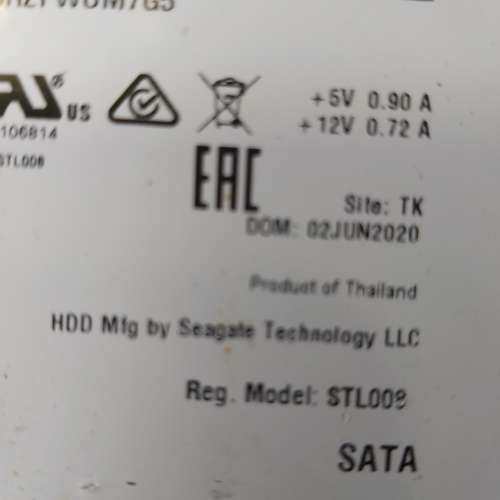 US
106814
STL008
+5V 0.90 A
+12V 0.72 A
EAC
Site: TK
DOM: 02JUN2020
Product of Thailand
HDD Mfg by Seagate Technology LLC
Reg. Model: STL008
SATA